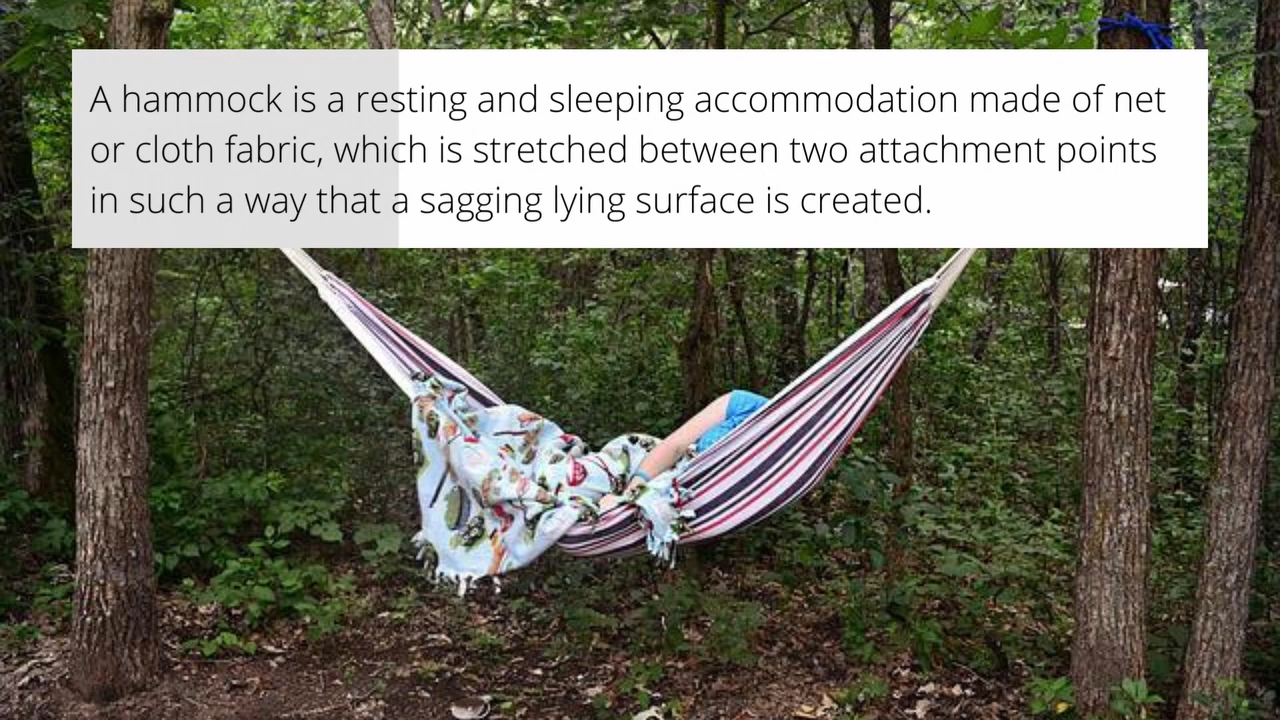 A hammock is a resting and sleeping accommodation made of net
or cloth fabric, which is stretched between two attachment points
in such a way that a sagging lying surface is created.